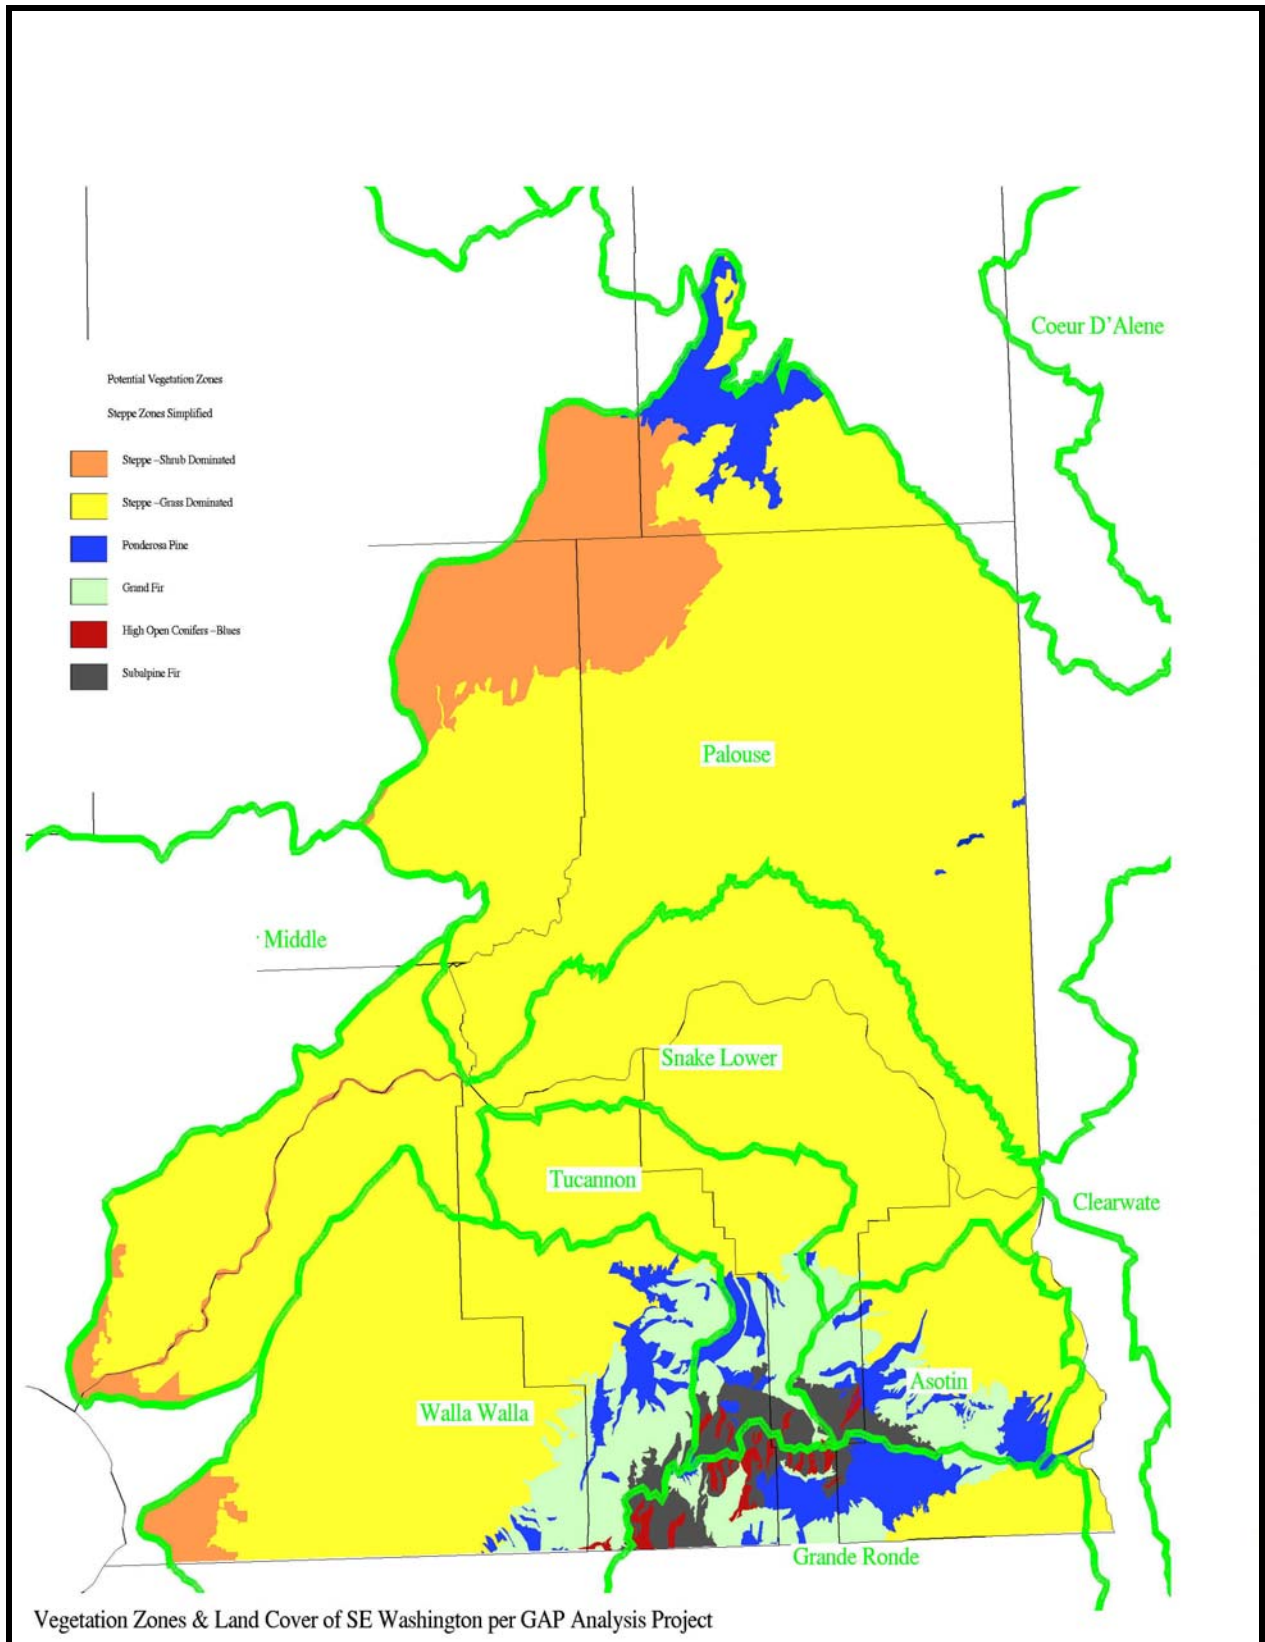 Coeur D'Alene
Potential Vegetation Zones
Steppe Zones Simplified
Steppe –Shrub Dominated
Steppe –Grass Dominated
Ponderosa Pine
Grand Fir
High Open Conifers –Blues
Subalpine Fir
Palouse
Middle
Snake Lower
Tucannon
Clearwate
Asotin
Walla Walla
Grande Ronde
Vegetation Zones & Land Cover of SE Washington per GAP Analysis Project